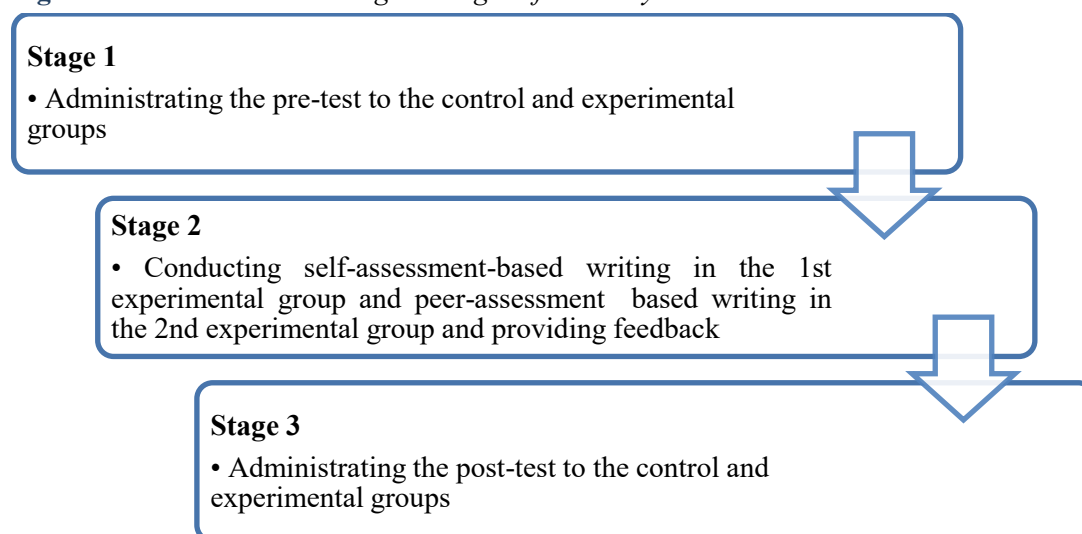 Stage 1
• Administrating the pre-test to the control and experimental
groups
Stage 2
• Conducting self-assessment-based writing in the 1st
experimental group and peer-assessment based writing in
the 2nd experimental group and providing feedback
Stage 3
• Administrating the post-test to the control and
experimental groups